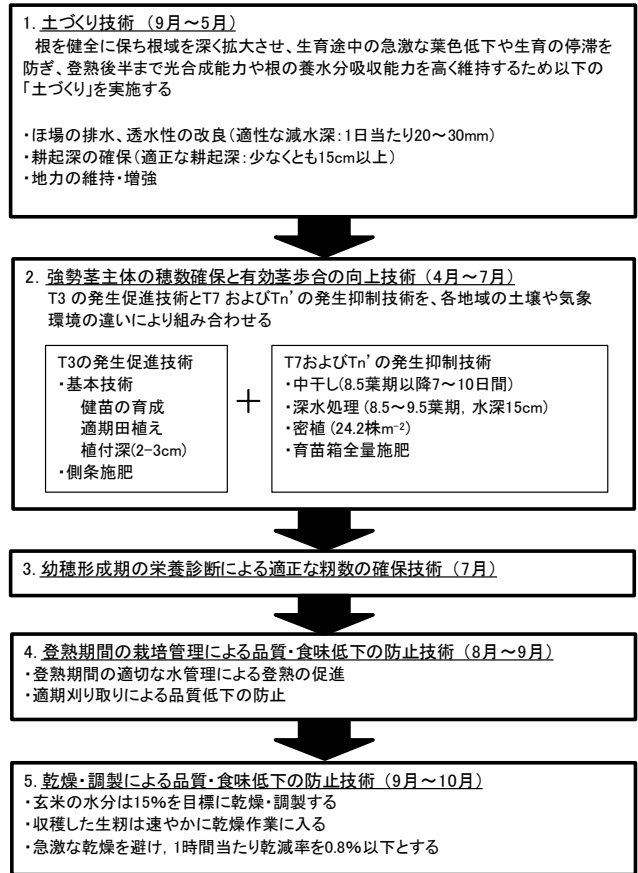 1. 土づくり技術 （9月～5月）
根を健全に保ち根域を深く拡大させ、生育途中の急激な葉色低下や生育の停滞を
防ぎ、登熟後半まで光合成能力や根の養水分吸収能力を高く維持するため以下の
「土づくり」を実施する
・ほ場の排水、透水性の改良（適性な減水深：1日当たり20～30mm）
・耕起深の確保（適正な耕起深：少なくとも15cm以上）
・地力の維持・増強
2. 強勢茎主体の穂数確保と有効茎歩合の向上技術 （4月～7月）
T3 の発生促進技術とT7 およびTn’の発生抑制技術を、各地域の土壌や気象
環境の違いにより組み合わせる
T3の発生促進技術
・基本技術
健苗の育成
適期田植え
植付深(2-3cm)
・側条施肥
＋
T7およびTn’の発生抑制技術
・中干し(8.5葉期以降7～10日間)
・深水処理 (8.5～9.5葉期, 水深15cm)
・密植 (24.2株m⁻²)
・育苗箱全量施肥
3. 幼穂形成期の栄養診断による適正な籾数の確保技術 （7月）
4. 登熟期間の栽培管理による品質・食味低下の防止技術 （8月～9月）
・登熟期間の適切な水管理による登熟の促進
・適期刈り取りによる品質低下の防止
5. 乾燥・調製による品質・食味低下の防止技術 （9月～10月）
・玄米の水分は15%を目標に乾燥・調製する
・収穫した生籾は速やかに乾燥作業に入る
・急激な乾燥を避け, 1時間当たり乾減率を0.8%以下とする